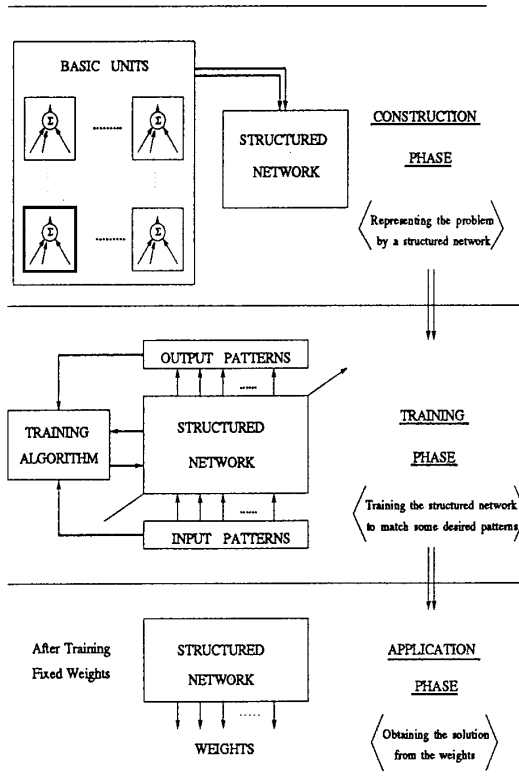 BASIC UNITS
Σ ........ Σ
Σ ........ Σ
STRUCTURED
NETWORK
CONSTRUCTION
PHASE
Representing the problem
by a structured network
OUTPUT PATTERNS
......
TRAINING
ALGORITHM
STRUCTURED
NETWORK
......
INPUT PATTERNS
TRAINING
PHASE
Training the structured network
to match some desired patterns
After Training
Fixed Weights
STRUCTURED
NETWORK
......
WEIGHTS
APPLICATION
PHASE
Obtaining the solution
from the weights